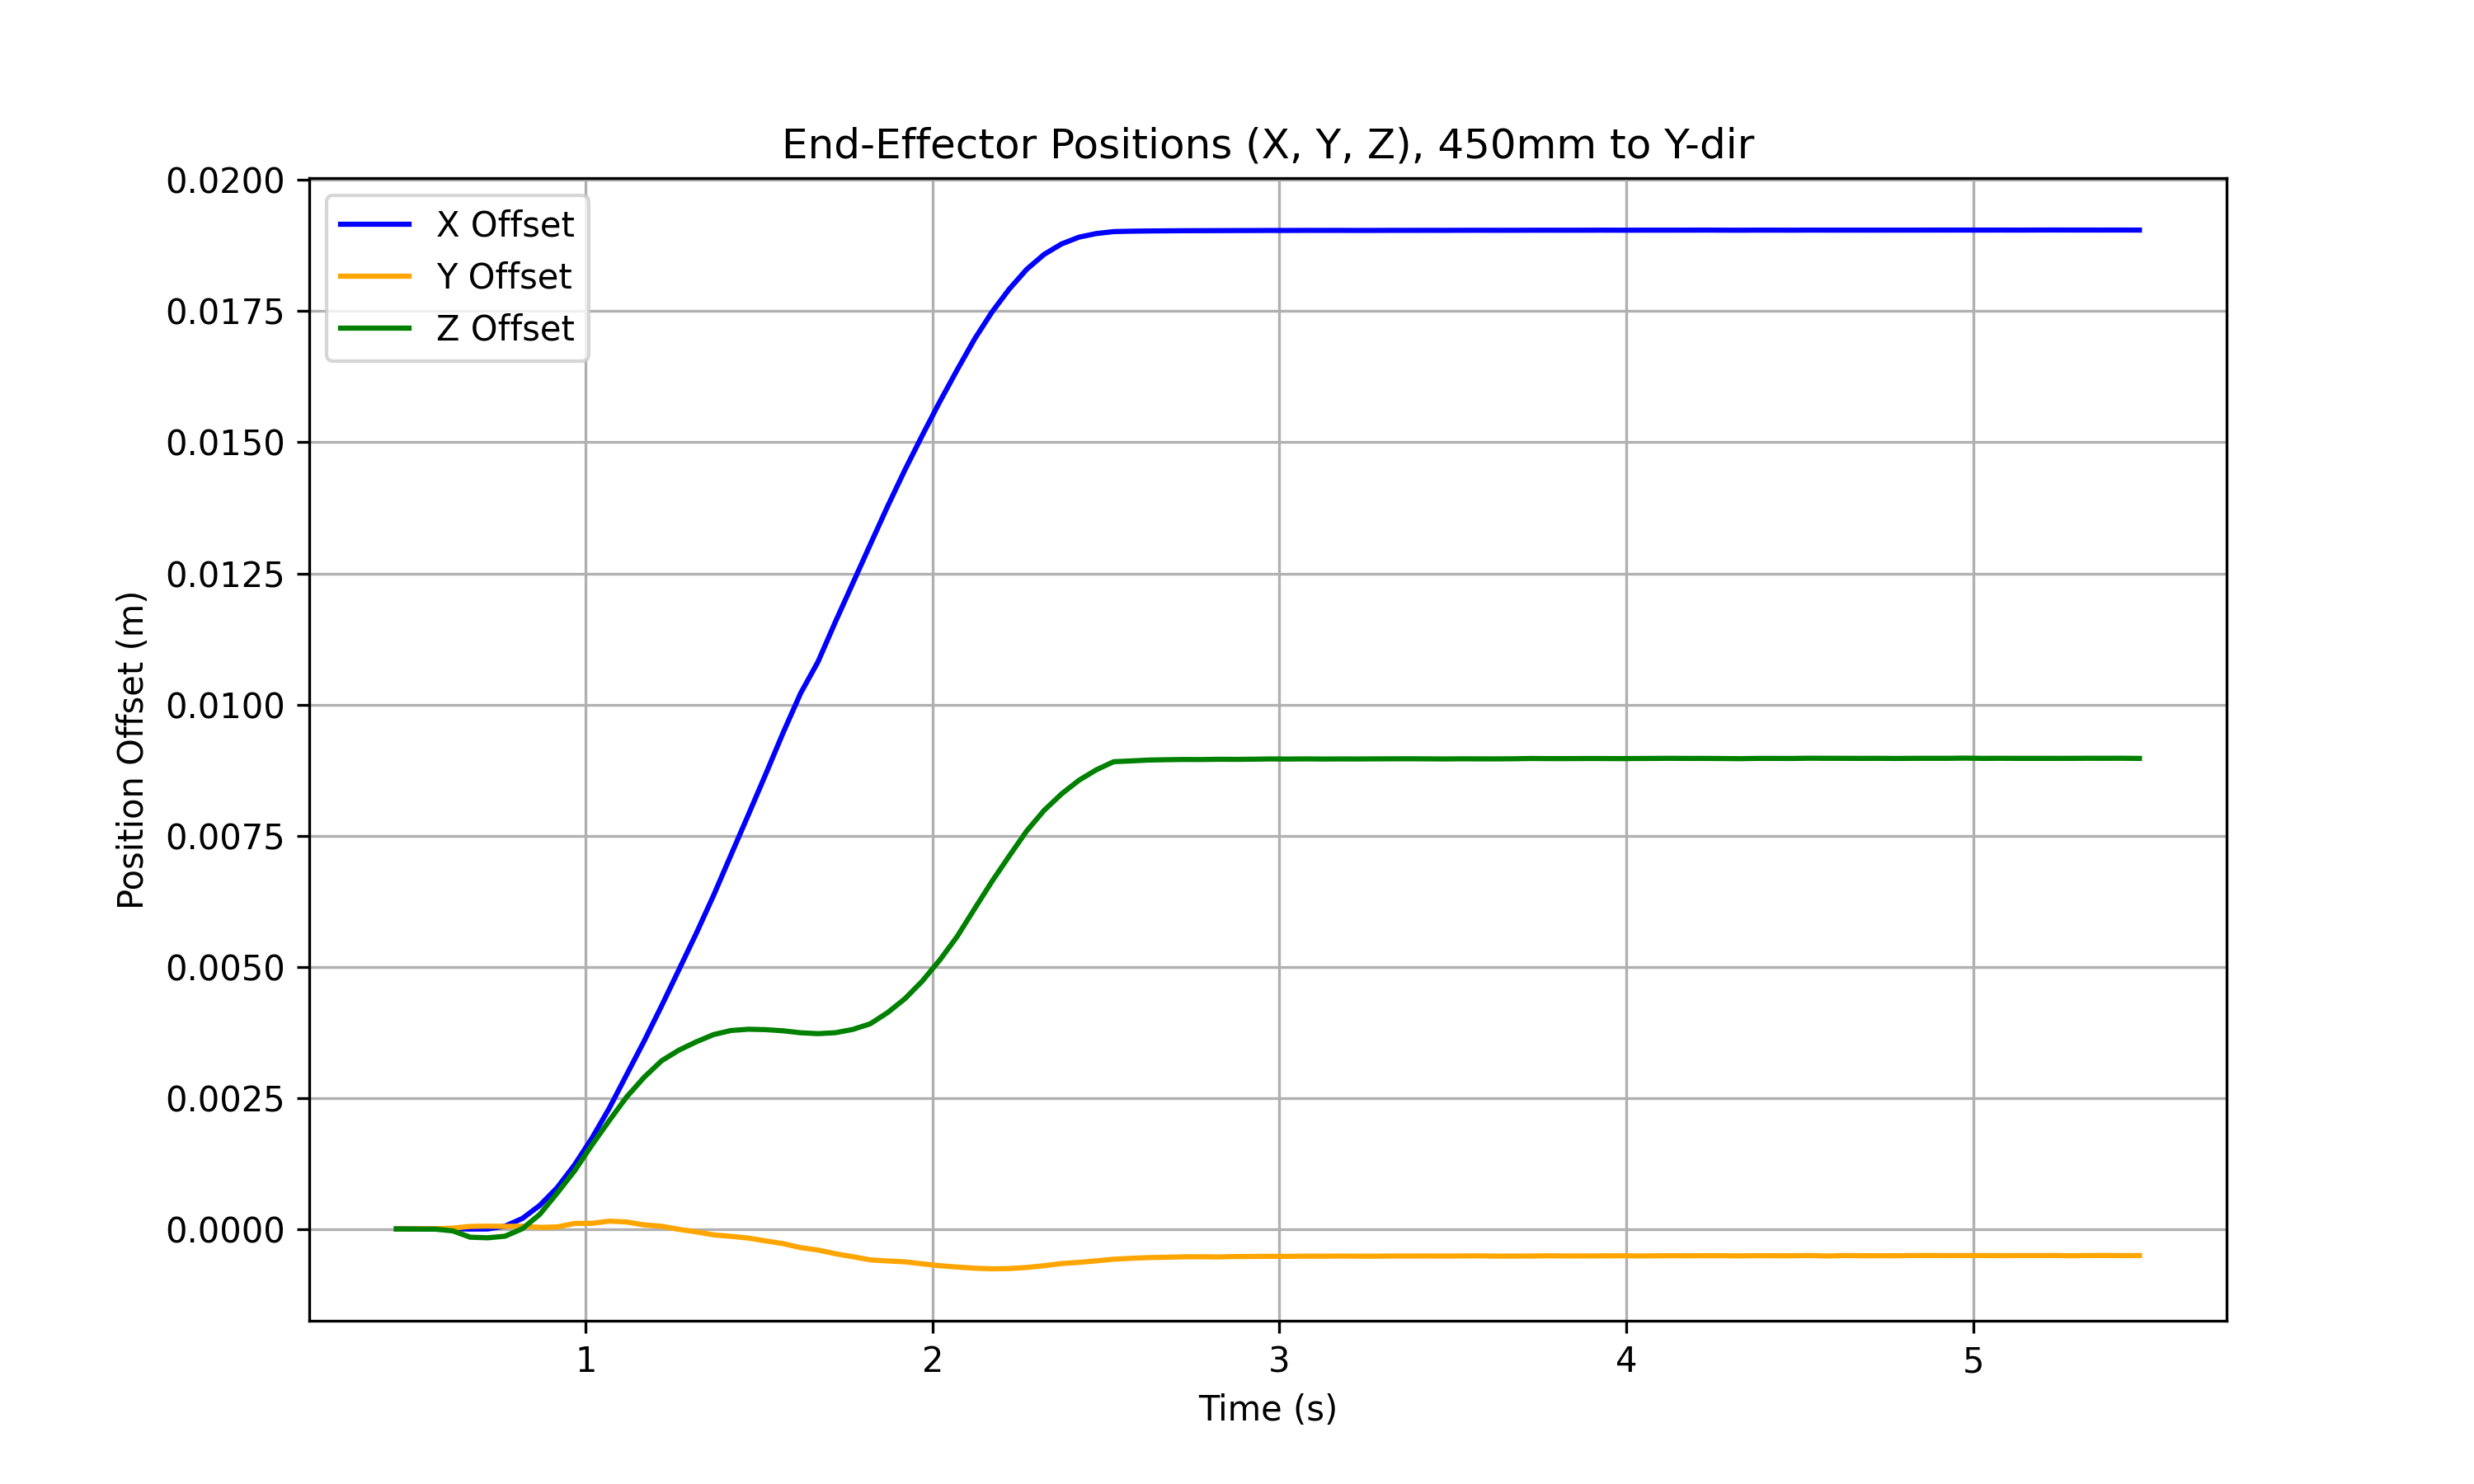 End-Effector Positions (X, Y, Z), 450mm to Y-dir
X Offset
Y Offset
Z Offset
Position Offset (m)
0.0200
0.0175
0.0150
0.0125
0.0100
0.0075
0.0050
0.0025
0.0000
1 2 3 4 5
Time (s)